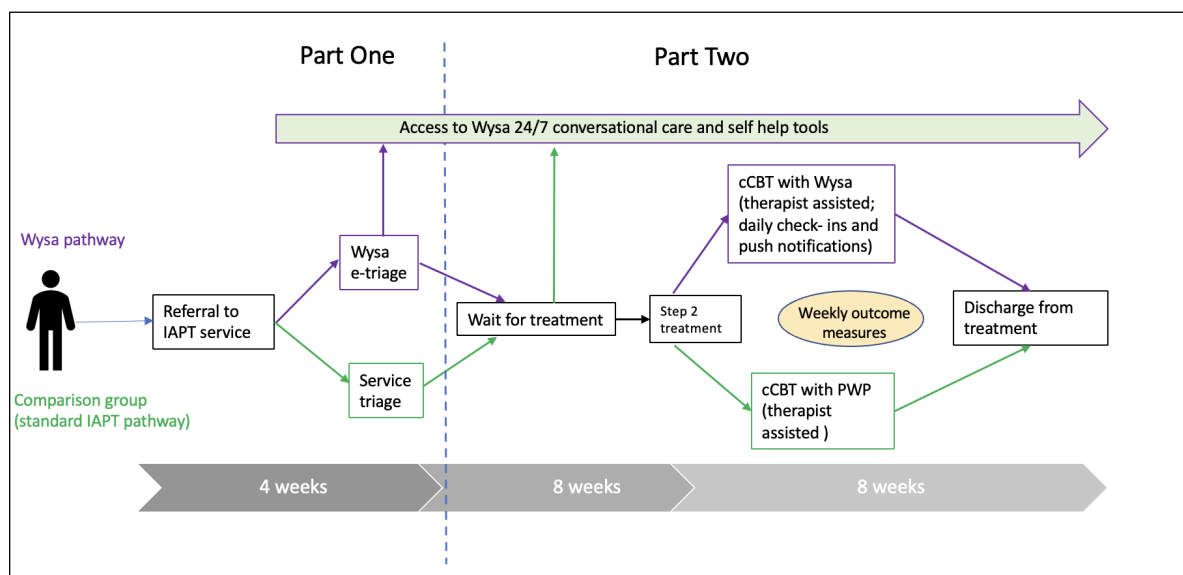 Part One
Part Two
Access to Wysa 24/7 conversational care and self help tools
Wysa pathway
Comparison group
(standard IAPT pathway)
Referral to
IAPT service
Wysa
e-triage
Service
triage
Wait for treatment
Step 2
treatment
cCBT with Wysa
(therapist assisted;
daily check- ins and
push notifications)
Weekly outcome
measures
cCBT with PWP
(therapist
assisted )
Discharge from
treatment
4 weeks
8 weeks
8 weeks